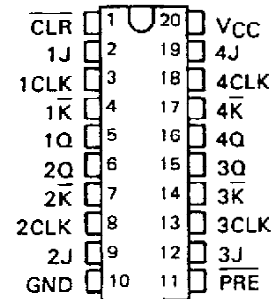 C̅L̅R̅ 1 20 VCC
1J 2 19 4J
1CLK 3 18 4CLK
1K̅ 4 17 4K̅
1Q 5 16 4Q
2Q 6 15 3Q
2K̅ 7 14 3K̅
2CLK 8 13 3CLK
2J 9 12 3J
GND 10 11 P̅R̅E̅